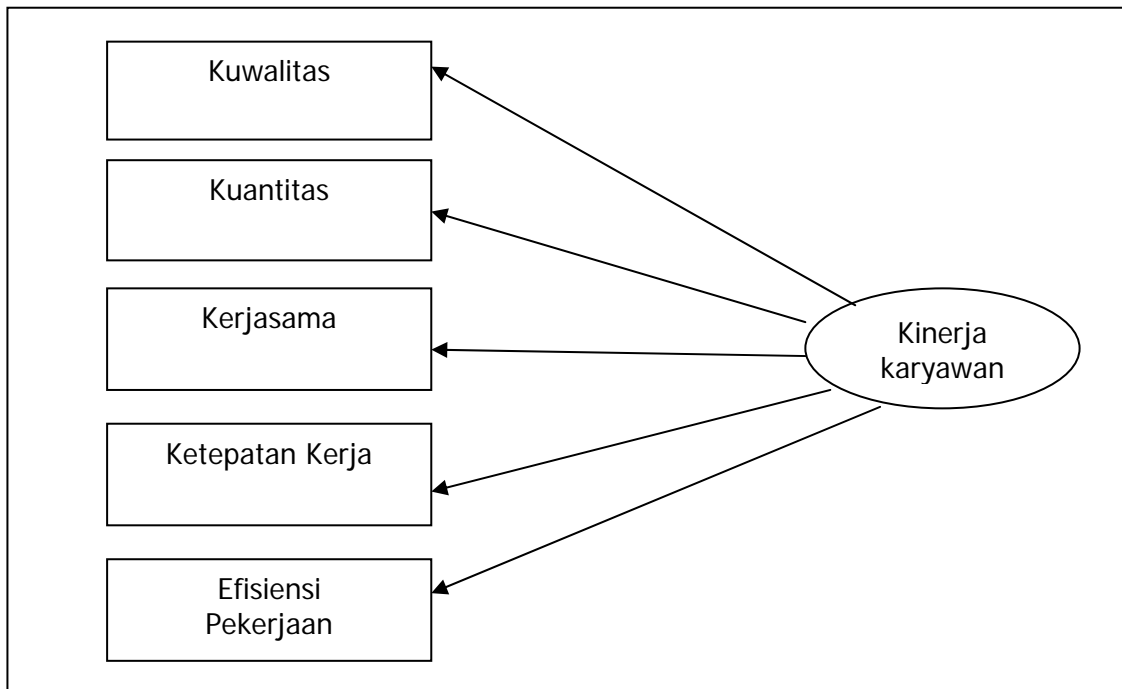 Kuwalitas
Kuantitas
Kerjasama
Kinerja
karyawan
Ketepatan Kerja
Efisiensi
Pekerjaan